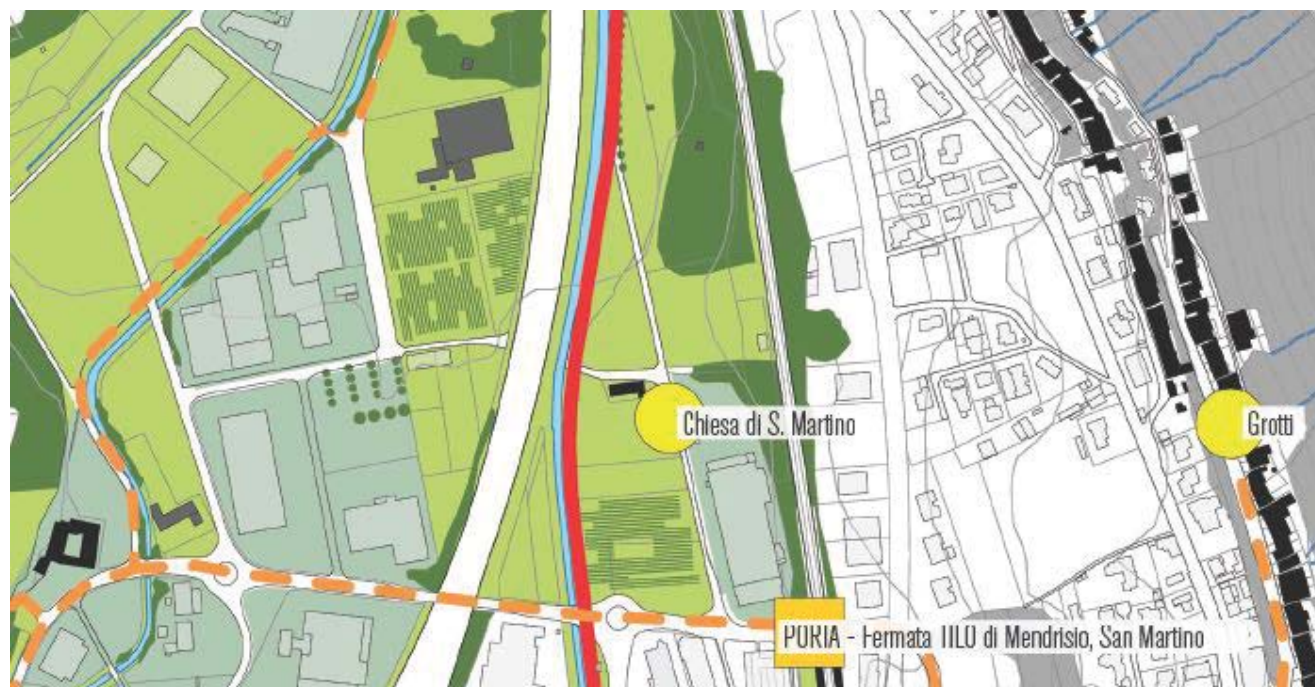 Chiesa di S. Martino
Grotti
PORTA - Fermata TILO di Mendrisio, San Martino